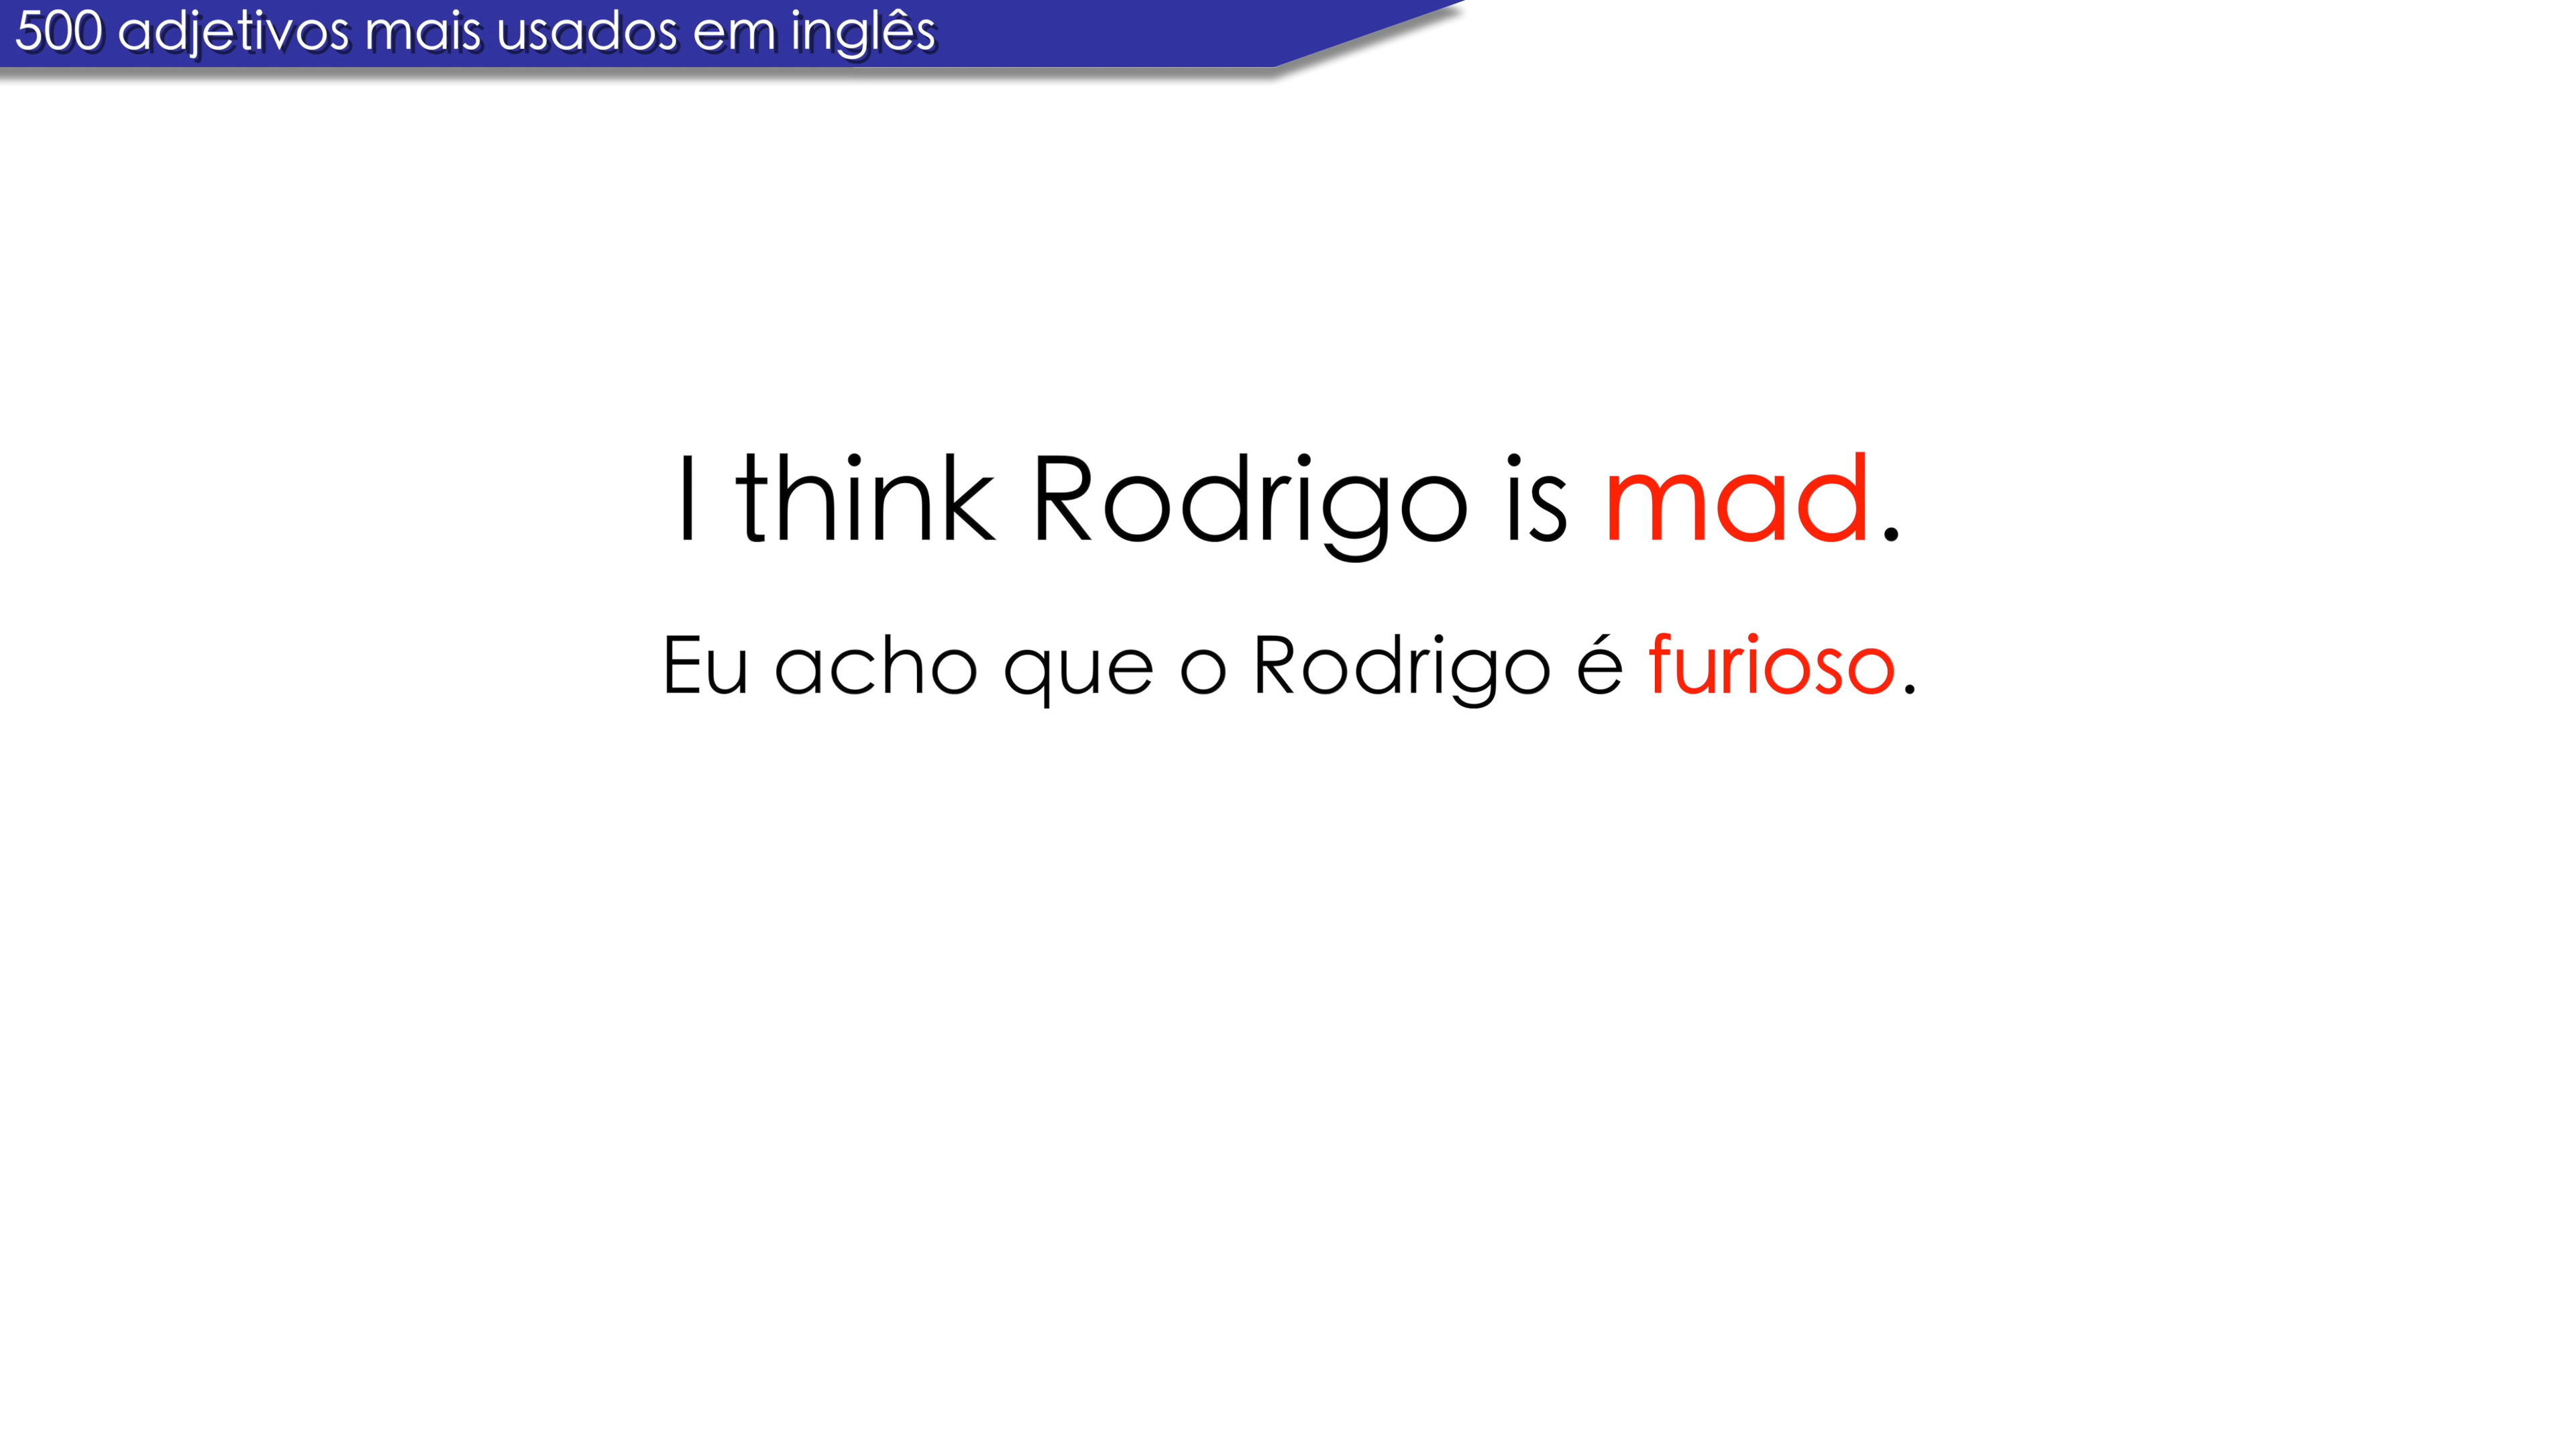 500 adjetivos mais usados em inglês
I think Rodrigo is mad.
Eu acho que o Rodrigo é furioso.